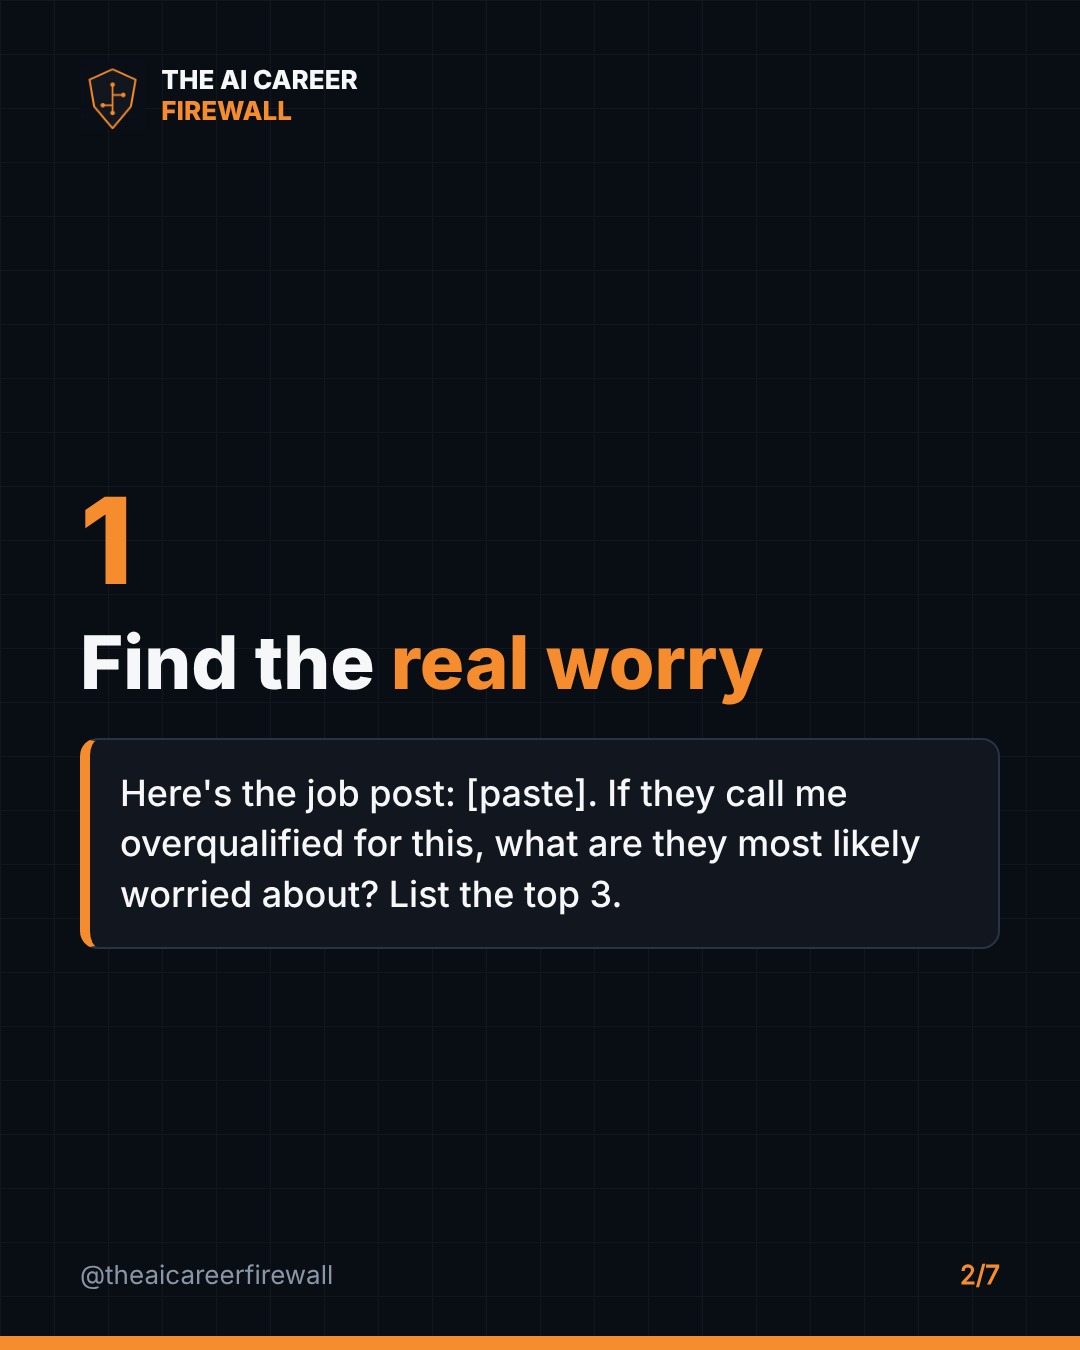 THE AI CAREER
FIREWALL
1
Find the real worry
Here's the job post: [paste]. If they call me
overqualified for this, what are they most likely
worried about? List the top 3.
@theaicareerfirewall
2/7